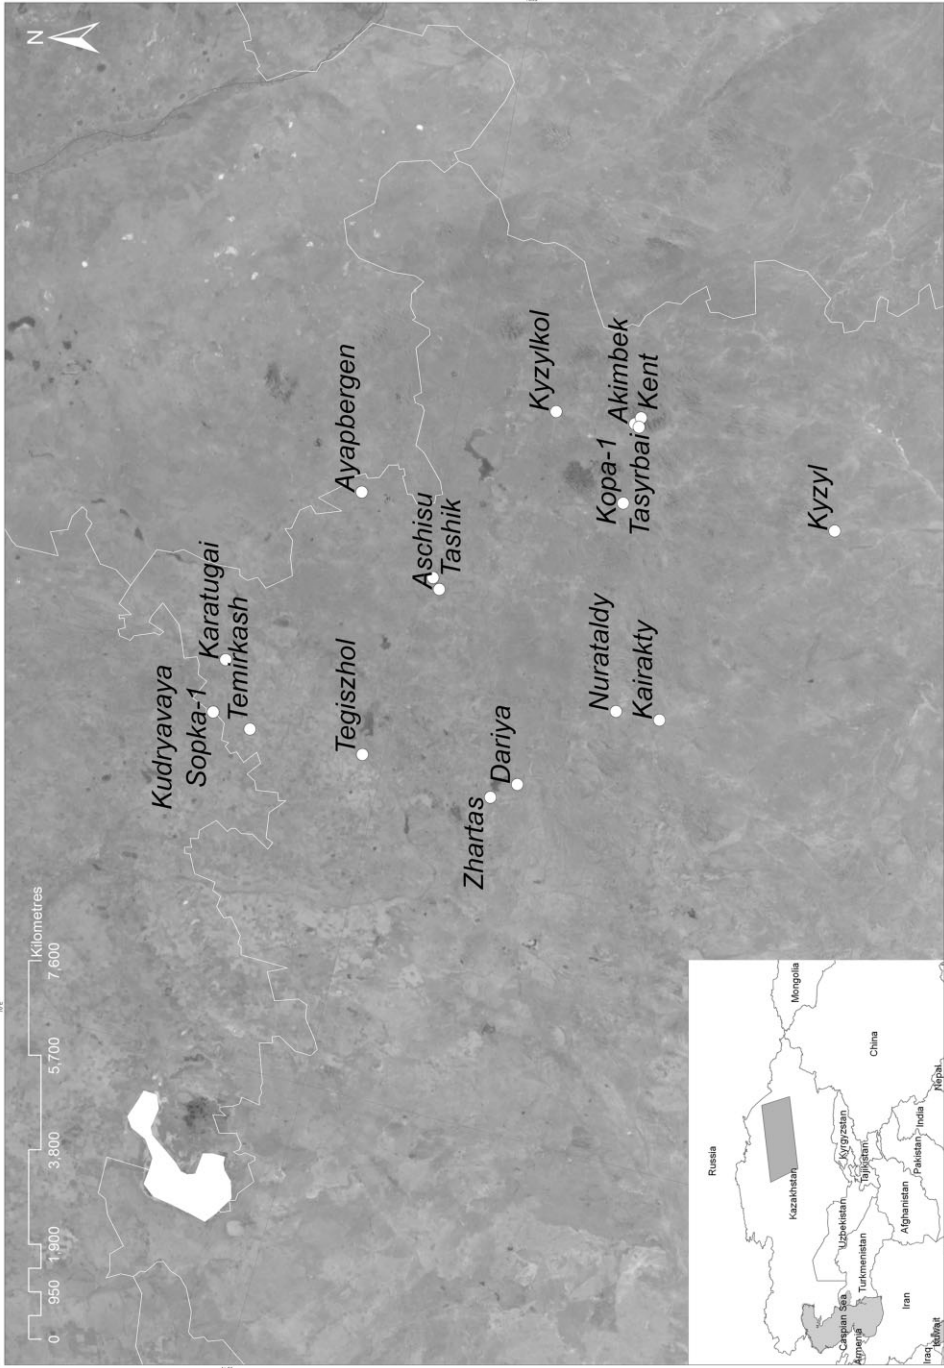 N
0 950 1,900 3,800 5,700 7,600
Kilometres
Kudryavaya
Sopka-1
Karatugai
Temirkash
Tegiszhol
Ayapbergen
Aschisu
Tashik
Zhartas
Dariya
Kyzylkol
Nurataldy
Kairakty
Kopa-1
Tasyrbai
Akimbek
Kent
Kyzyl
Russia
Kazakhstan
Mongolia
Caspian Sea
Uzbekistan
Kyrgyzstan
Armenia
Turkmenistan
Tajikistan
China
Iran
Afghanistan
Pakistan
India
Nepal
Iraq
Kuwait